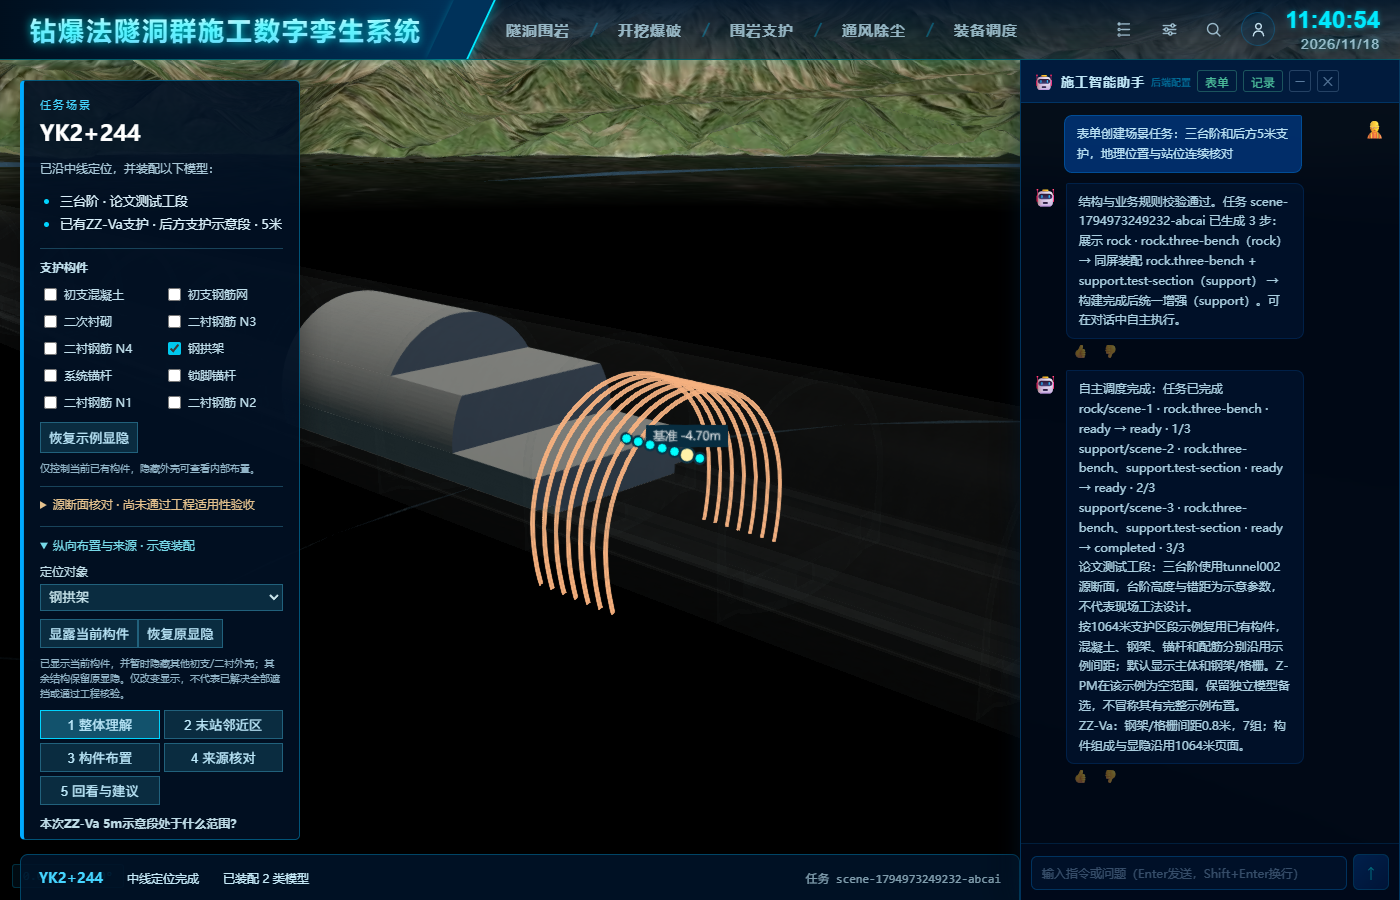 钻爆法隧洞群施工数字孪生系统
隧洞围岩 / 开挖爆破 / 围岩支护 / 通风除尘 / 装备调度
11:40:54
2026/11/18
任务场景
YK2+244
已沿中线定位，并装配以下模型：
三台阶 · 论文测试工段
已有ZZ-Va支护 · 后方支护示意段 · 5米
支护构件
初支混凝土 初支钢筋网
二次衬砌 二衬钢筋 N3
二衬钢筋 N4 钢拱架
系统锚杆 锁脚锚杆
二衬钢筋 N1 二衬钢筋 N2
恢复示例显隐
仅控制当前已有构件，隐藏外壳可查看内部布置。
源断面核对 · 尚未通过工程适用性验收
纵向布置与来源 · 示意装配
定位对象
钢拱架
显露当前构件 恢复原显隐
已显示当前构件，并暂时隐藏其他初支/二衬外壳；其
余结构保留原显隐。仅改变显示，不代表已解决全部遮
挡或通过工程核验。
1 整体理解 2 末站邻近区
3 构件布置 4 来源核对
5 回看与建议
本次ZZ-Va 5m示意段处于什么范围?
基准 -4.70m
YK2+244 中线定位完成 已装配 2 类模型 任务 scene-1794973249232-abcai
施工智能助手 后端配置 表单 记录
表单创建场景任务：三台阶和后方5米支
护，地理位置与站位连续核对
结构与业务规则校验通过。任务 scene-
1794973249232-abcai 已生成 3 步：
展示 rock · rock.three-bench（rock）
→ 同屏装配 rock.three-bench +
support.test-section（support） →
构建完成后统一增强（support）。可
在对话中自主执行。
自主调度完成：任务已完成
rock/scene-1 · rock.three-bench ·
ready → ready · 1/3
support/scene-2 · rock.three-
bench、support.test-section · ready
→ ready · 2/3
support/scene-3 · rock.three-
bench、support.test-section · ready
→ completed · 3/3
论文测试工段：三台阶使用tunnel002
源断面，台阶高度与错距为示意参数，
不代表现场工法设计。
按1064米支护区段示例复用已有构件，
混凝土、钢架、锚杆和配筋分别沿用示
例间距；默认显示主体和钢架/格栅。Z-
PM在该示例为空范围，保留独立模型备
选，不冒称其有完整示例布置。
ZZ-Va：钢架/格栅间距0.8米，7组；构
件组成与显隐沿用1064米页面。
输入指令或问题（Enter发送，Shift+Enter换行）